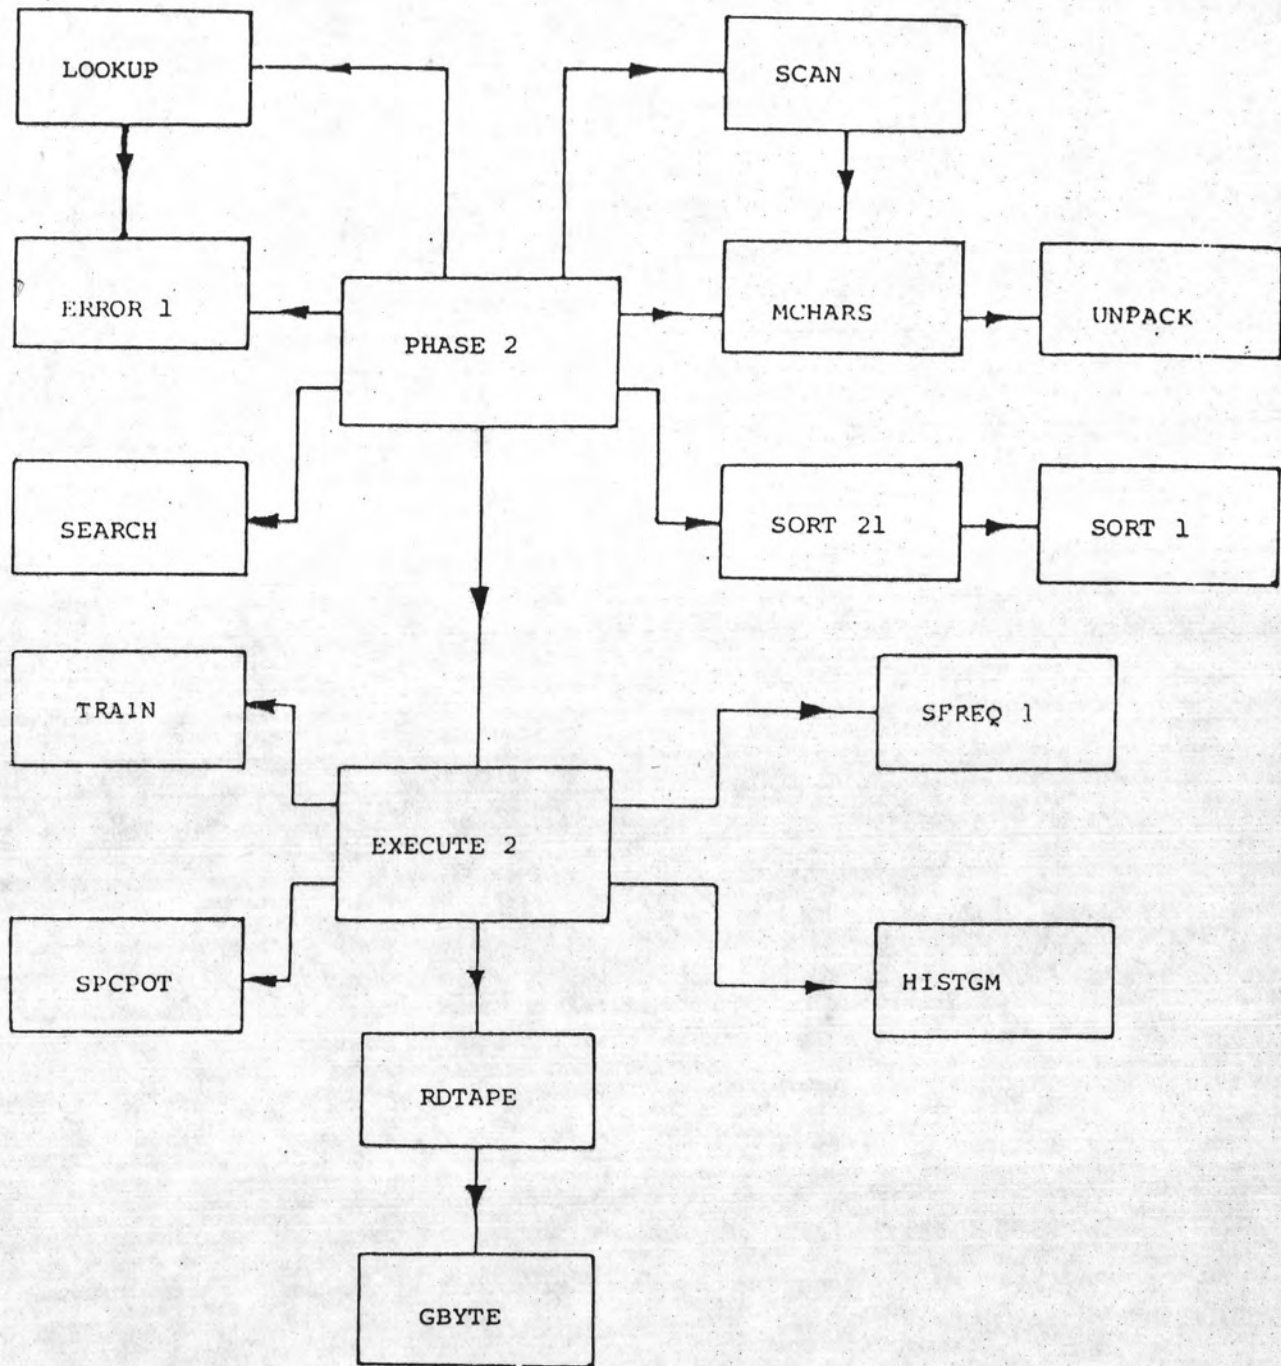 LOOKUP
SCAN
ERROR 1
PHASE 2
MCHARS
UNPACK
SEARCH
SORT 21
SORT 1
TRAIN
SFREQ 1
EXECUTE 2
SPCPOT
HISTGM
RDTAPE
GBYTE